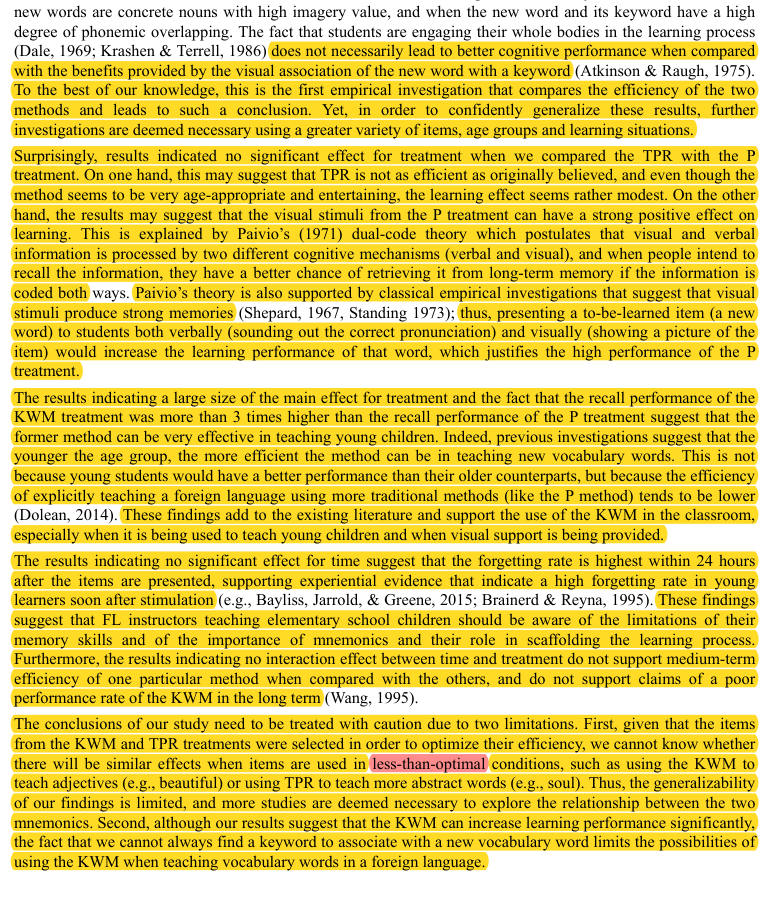 new words are concrete nouns with high imagery value, and when the new word and its keyword have a high
degree of phonemic overlapping. The fact that students are engaging their whole bodies in the learning process
(Dale, 1969; Krashen & Terrell, 1986) does not necessarily lead to better cognitive performance when compared
with the benefits provided by the visual association of the new word with a keyword (Atkinson & Raugh, 1975).
To the best of our knowledge, this is the first empirical investigation that compares the efficiency of the two
methods and leads to such a conclusion. Yet, in order to confidently generalize these results, further
investigations are deemed necessary using a greater variety of items, age groups and learning situations.
Surprisingly, results indicated no significant effect for treatment when we compared the TPR with the P
treatment. On one hand, this may suggest that TPR is not as efficient as originally believed, and even though the
method seems to be very age-appropriate and entertaining, the learning effect seems rather modest. On the other
hand, the results may suggest that the visual stimuli from the P treatment can have a strong positive effect on
learning. This is explained by Paivio's (1971) dual-code theory which postulates that visual and verbal
information is processed by two different cognitive mechanisms (verbal and visual), and when people intend to
recall the information, they have a better chance of retrieving it from long-term memory if the information is
coded both ways. Paivio's theory is also supported by classical empirical investigations that suggest that visual
stimuli produce strong memories (Shepard, 1967, Standing 1973); thus, presenting a to-be-learned item (a new
word) to students both verbally (sounding out the correct pronunciation) and visually (showing a picture of the
item) would increase the learning performance of that word, which justifies the high performance of the P
treatment.
The results indicating a large size of the main effect for treatment and the fact that the recall performance of the
KWM treatment was more than 3 times higher than the recall performance of the P treatment suggest that the
former method can be very effective in teaching young children. Indeed, previous investigations suggest that the
younger the age group, the more efficient the method can be in teaching new vocabulary words. This is not
because young students would have a better performance than their older counterparts, but because the efficiency
of explicitly teaching a foreign language using more traditional methods (like the P method) tends to be lower
(Dolean, 2014). These findings add to the existing literature and support the use of the KWM in the classroom,
especially when it is being used to teach young children and when visual support is being provided.
The results indicating no significant effect for time suggest that the forgetting rate is highest within 24 hours
after the items are presented, supporting experiential evidence that indicate a high forgetting rate in young
learners soon after stimulation (e.g., Bayliss, Jarrold, & Greene, 2015; Brainerd & Reyna, 1995). These findings
suggest that FL instructors teaching elementary school children should be aware of the limitations of their
memory skills and of the importance of mnemonics and their role in scaffolding the learning process.
Furthermore, the results indicating no interaction effect between time and treatment do not support medium-term
efficiency of one particular method when compared with the others, and do not support claims of a poor
performance rate of the KWM in the long term (Wang, 1995).
The conclusions of our study need to be treated with caution due to two limitations. First, given that the items
from the KWM and TPR treatments were selected in order to optimize their efficiency, we cannot know whether
there will be similar effects when items are used in less-than-optimal conditions, such as using the KWM to
teach adjectives (e.g., beautiful) or using TPR to teach more abstract words (e.g., soul). Thus, the generalizability
of our findings is limited, and more studies are deemed necessary to explore the relationship between the two
mnemonics. Second, although our results suggest that the KWM can increase learning performance significantly,
the fact that we cannot always find a keyword to associate with a new vocabulary word limits the possibilities of
using the KWM when teaching vocabulary words in a foreign language.